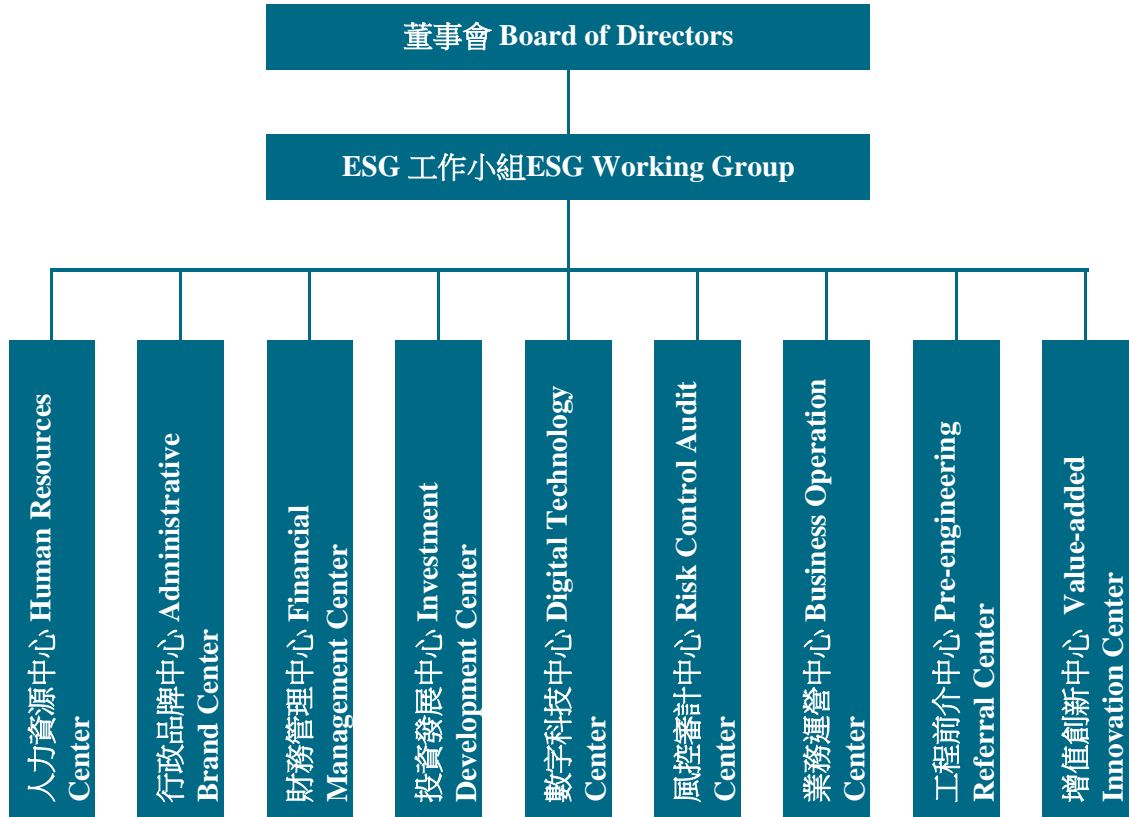 董事會 Board of Directors
ESG 工作小組ESG Working Group
人力資源中心 Human Resources
Center
行政品牌中心 Administrative
Brand Center
財務管理中心 Financial
Management Center
投資發展中心 Investment
Development Center
數字科技中心 Digital Technology
Center
風控審計中心 Risk Control Audit
Center
業務運營中心 Business Operation
Center
工程前介中心 Pre-engineering
Referral Center
增值創新中心 Value-added
Innovation Center